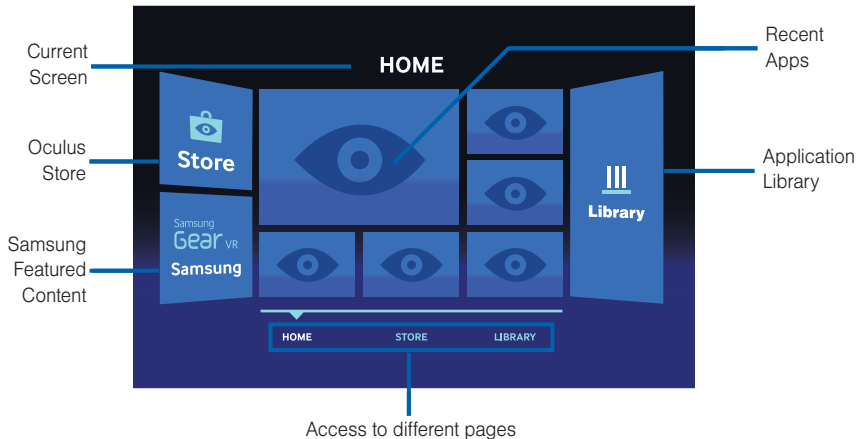 Current
Screen
HOME
Recent
Apps
Oculus
Store
Store
Application
Library
Library
Samsung
Featured
Content
Samsung
Gear VR
Samsung
HOME
STORE
LIBRARY
Access to different pages